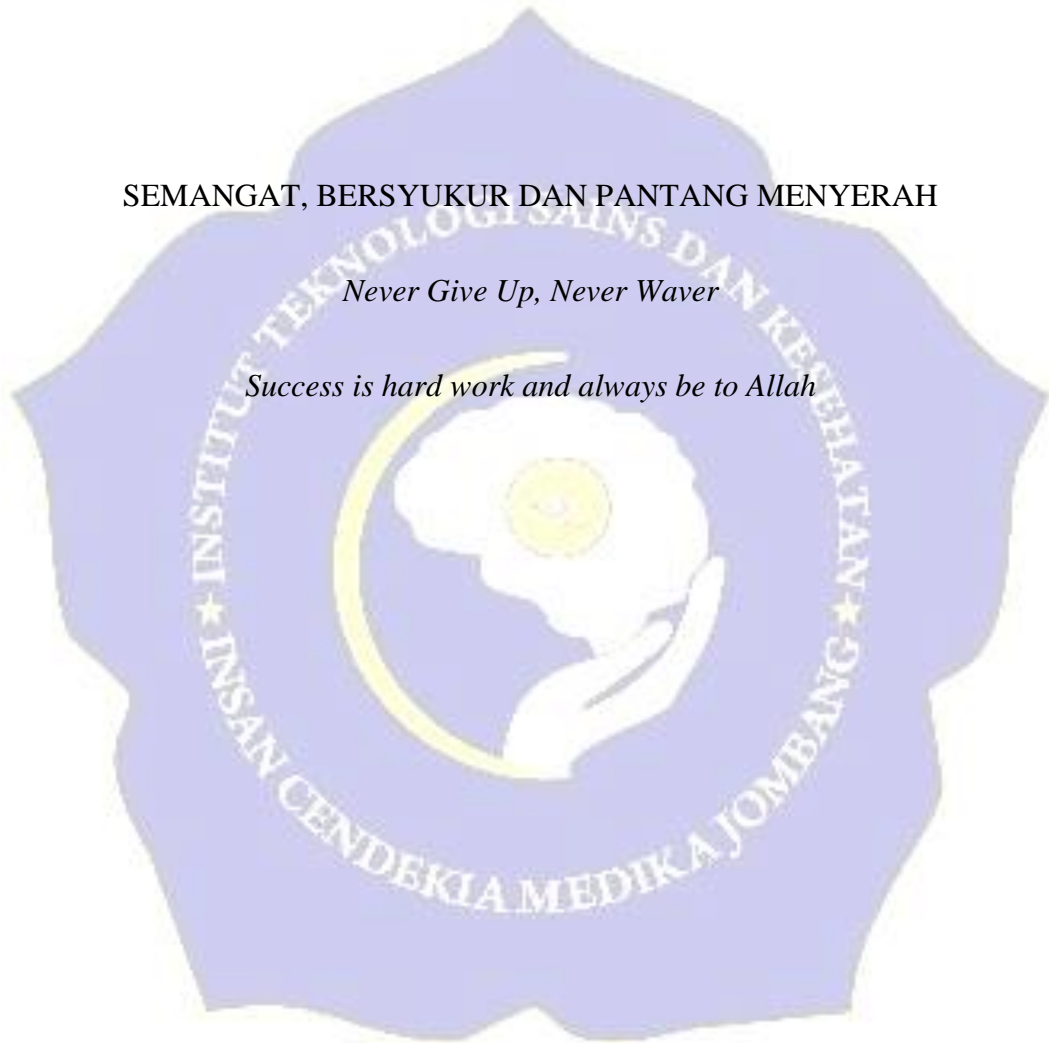 SEMANGAT, BERSYUKUR DAN PANTANG MENYERAH
INSTITUT TEKNOLOGI SAINS DAN KESEHATAN
Never Give Up, Never Waver
Success is hard work and always be to Allah
★ INSAN CENDEKIA MEDIKA JOMBANG ★